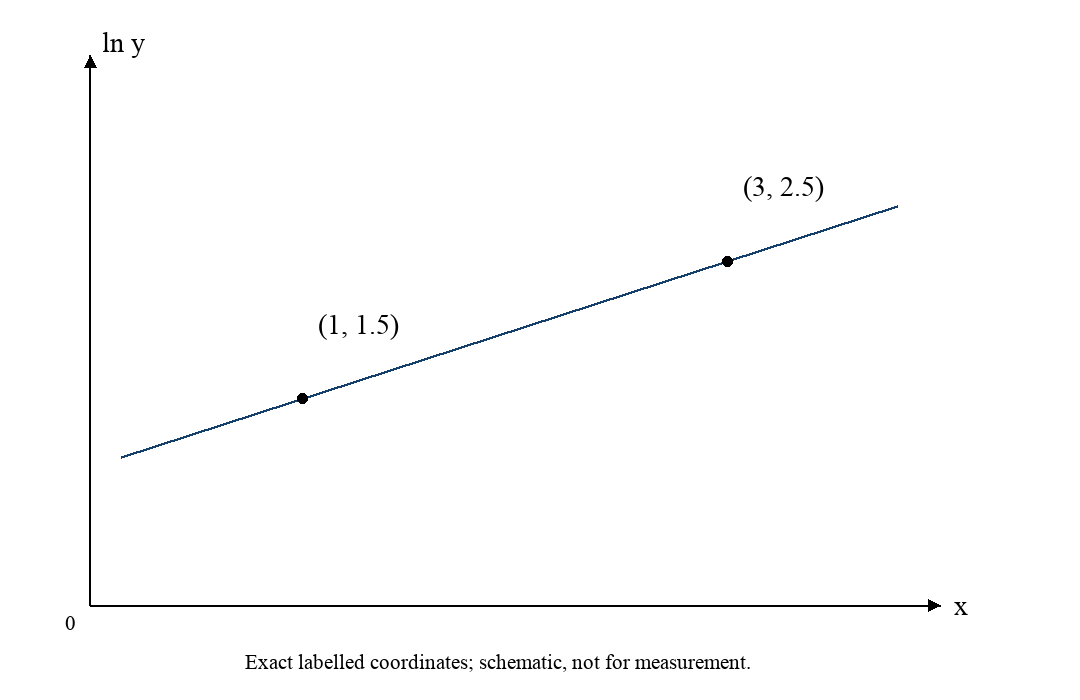 ln y
(3, 2.5)
(1, 1.5)
x
0
Exact labelled coordinates; schematic, not for measurement.